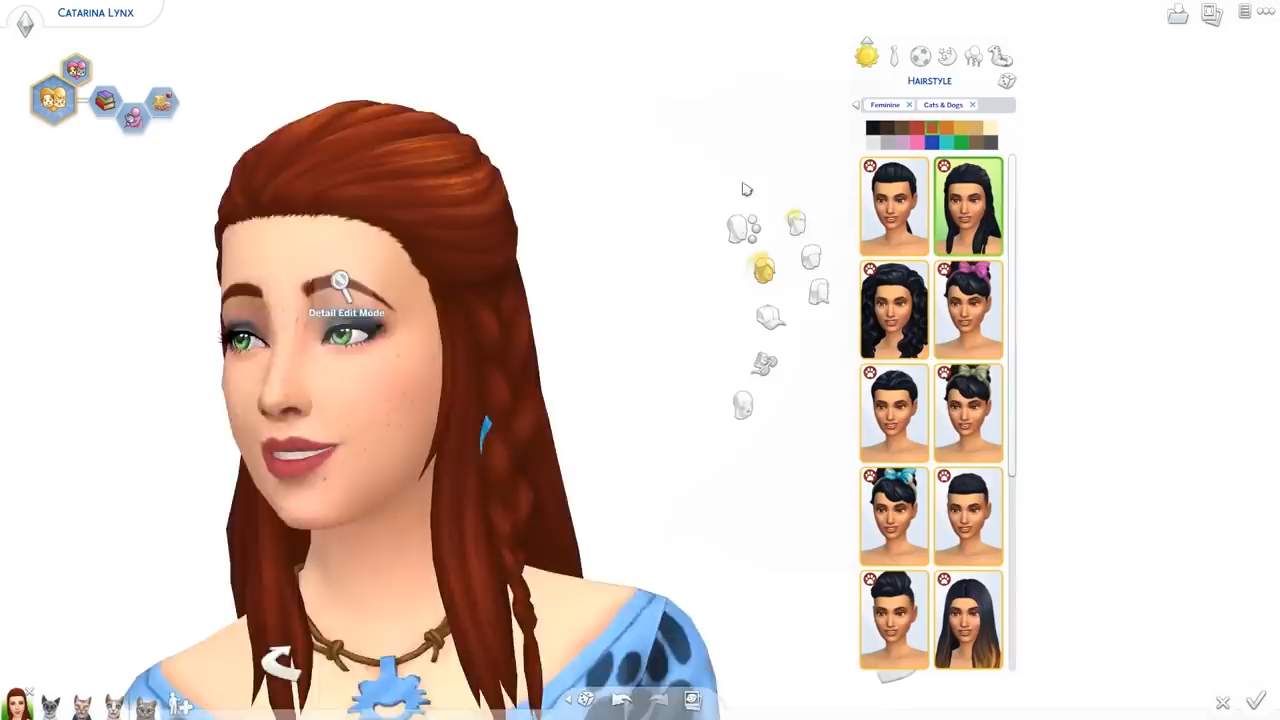 CATARINA LYNX
HAIRSTYLE
Feminine
Cats & Dogs
Detail Edit Mode